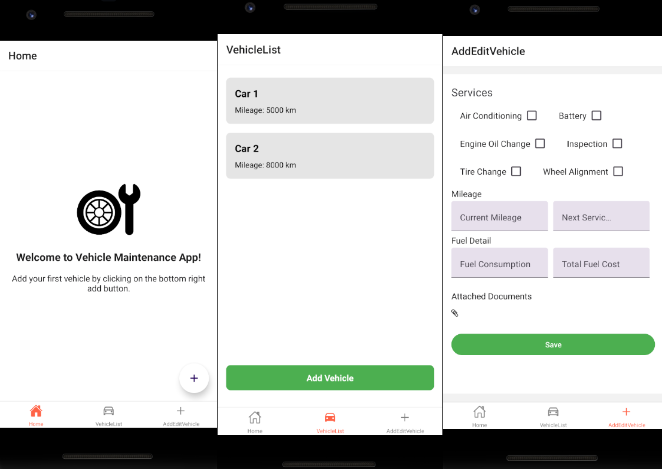 Home
Welcome to Vehicle Maintenance App!
Add your first vehicle by clicking on the bottom right
add button.
Home
VehicleList
AddEditVehicle
VehicleList
Car 1
Mileage: 5000 km
Car 2
Mileage: 8000 km
Add Vehicle
Home
VehicleList
AddEditVehicle
AddEditVehicle
Services
Air Conditioning
Battery
Engine Oil Change
Inspection
Tire Change
Wheel Alignment
Mileage
Current Mileage
Next Servic...
Fuel Detail
Fuel Consumption
Total Fuel Cost
Attached Documents
Save
Home
VehicleList
AddEditVehicle